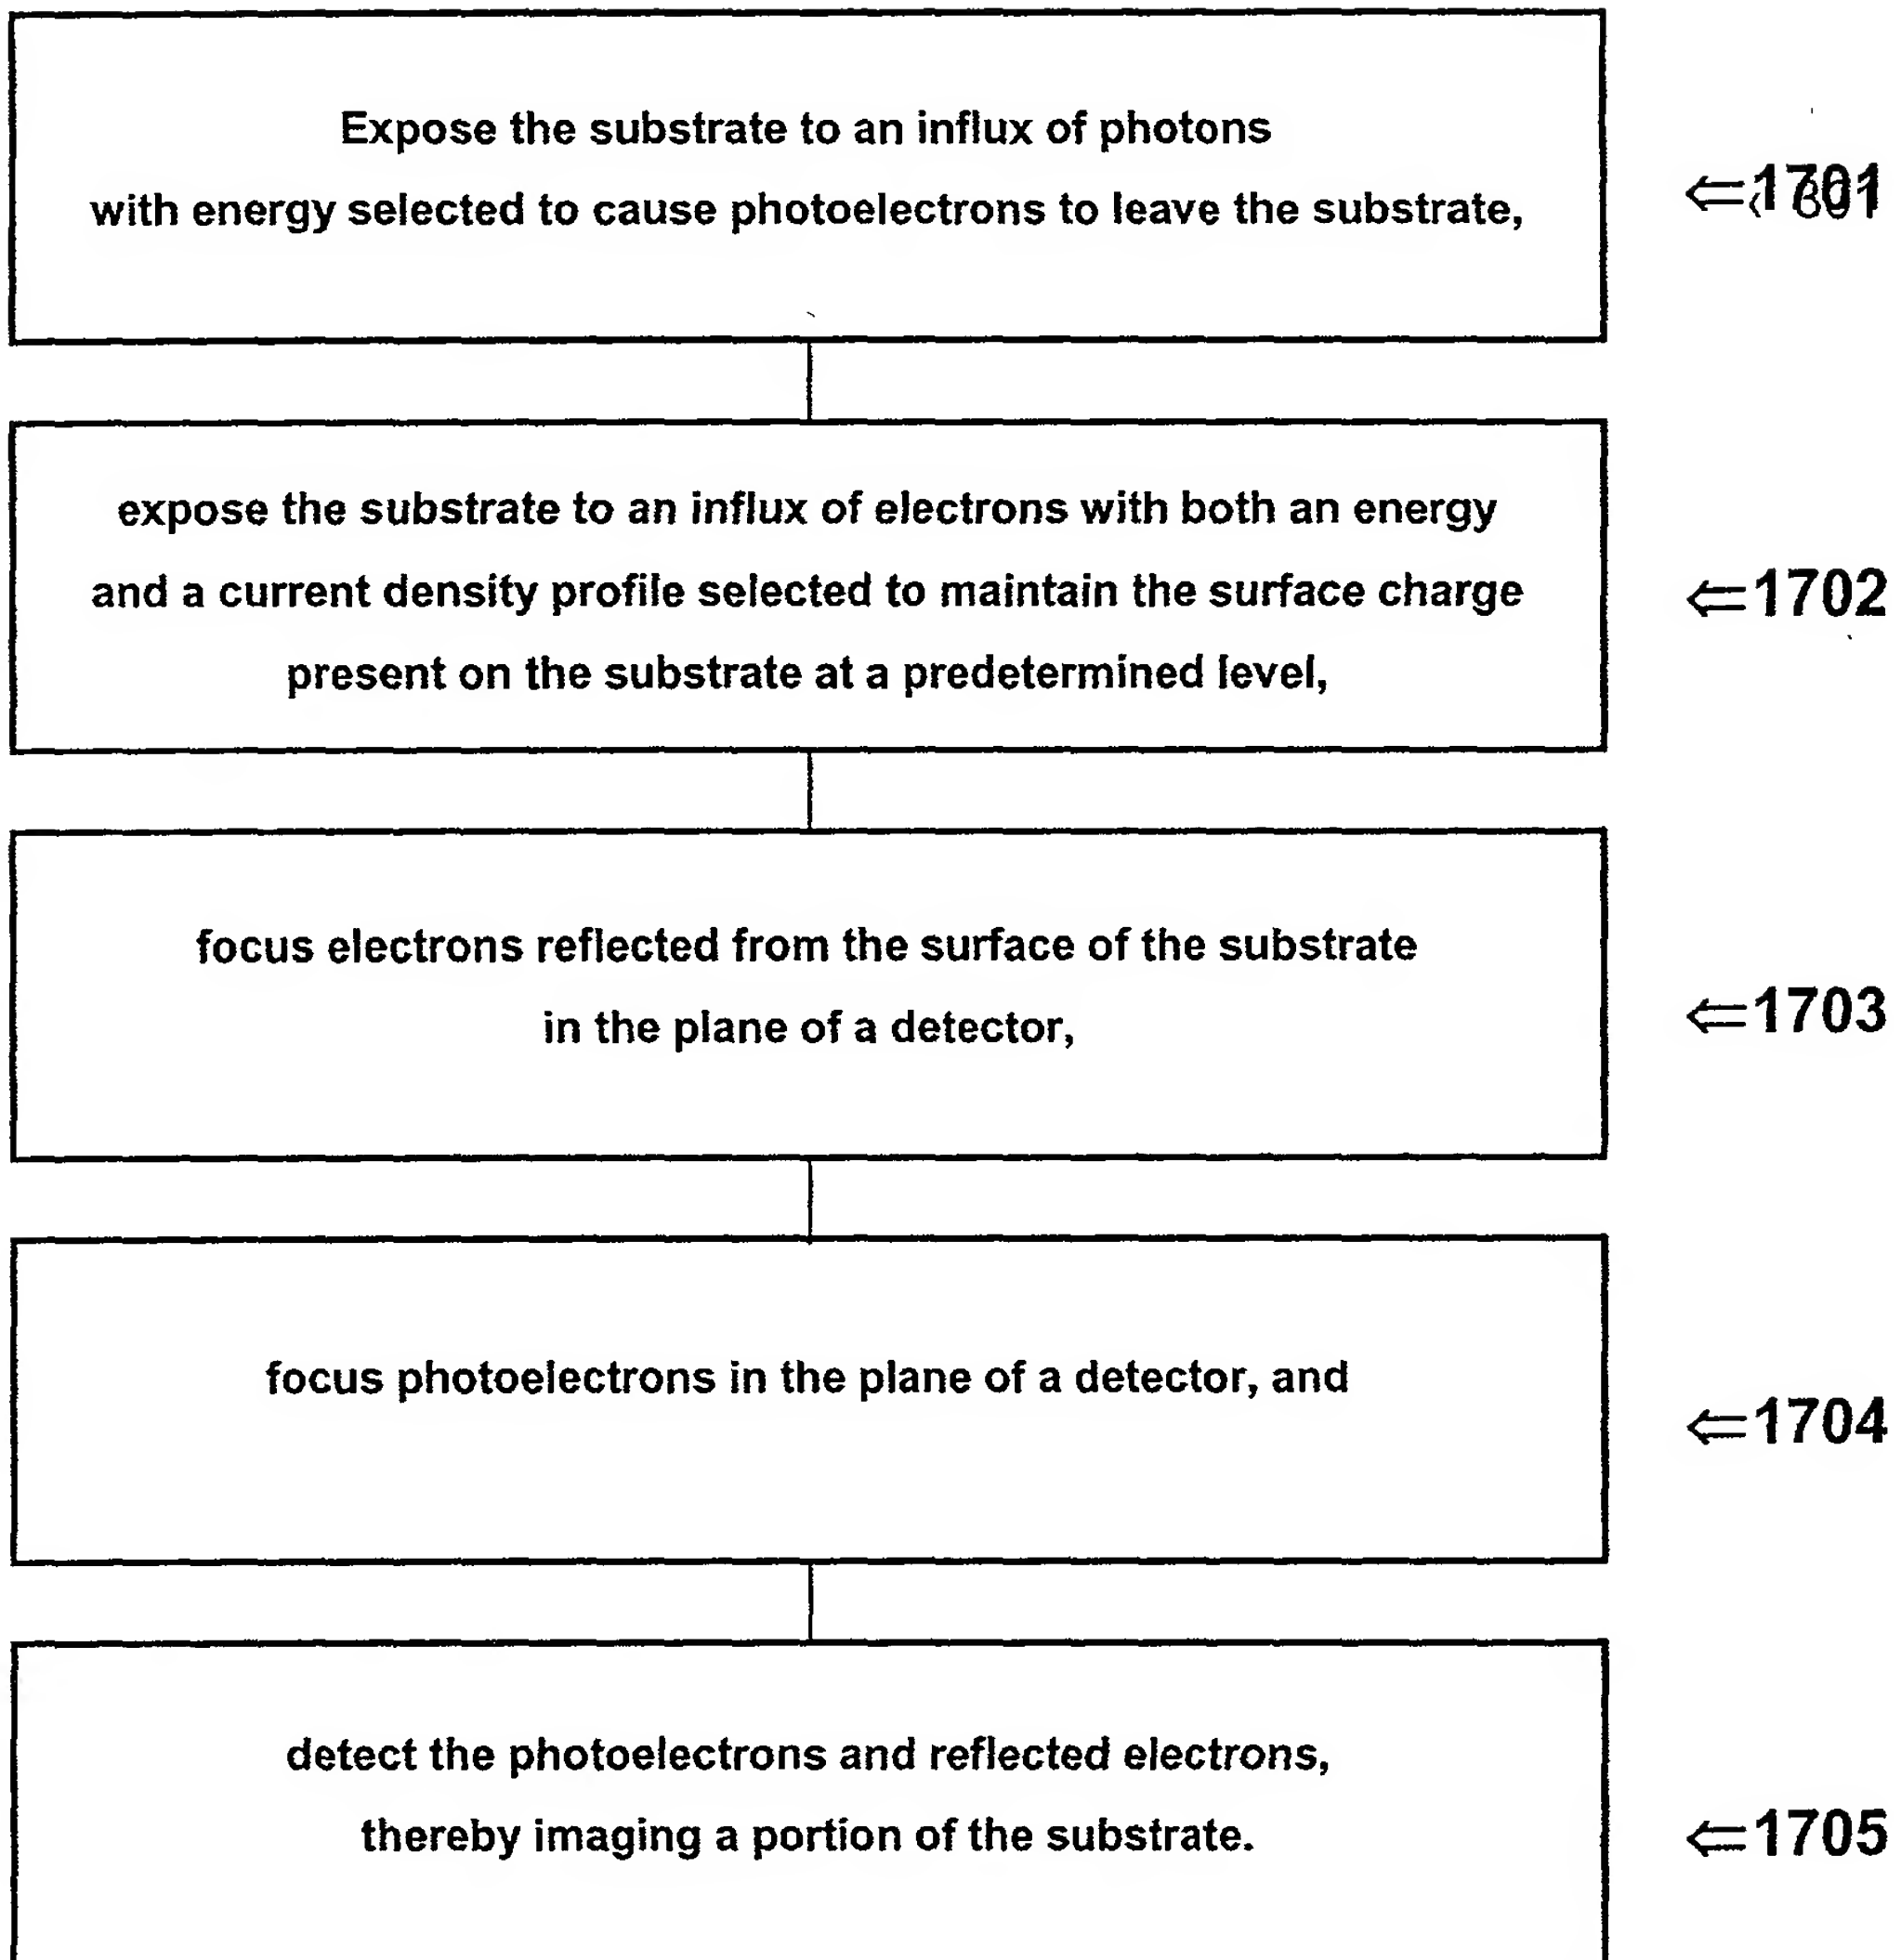 Expose the substrate to an influx of photons
with energy selected to cause photoelectrons to leave the substrate,
⇐1701
expose the substrate to an influx of electrons with both an energy
and a current density profile selected to maintain the surface charge
present on the substrate at a predetermined level,
⇐1702
focus electrons reflected from the surface of the substrate
in the plane of a detector,
⇐1703
focus photoelectrons in the plane of a detector, and
⇐1704
detect the photoelectrons and reflected electrons,
thereby imaging a portion of the substrate.
⇐1705